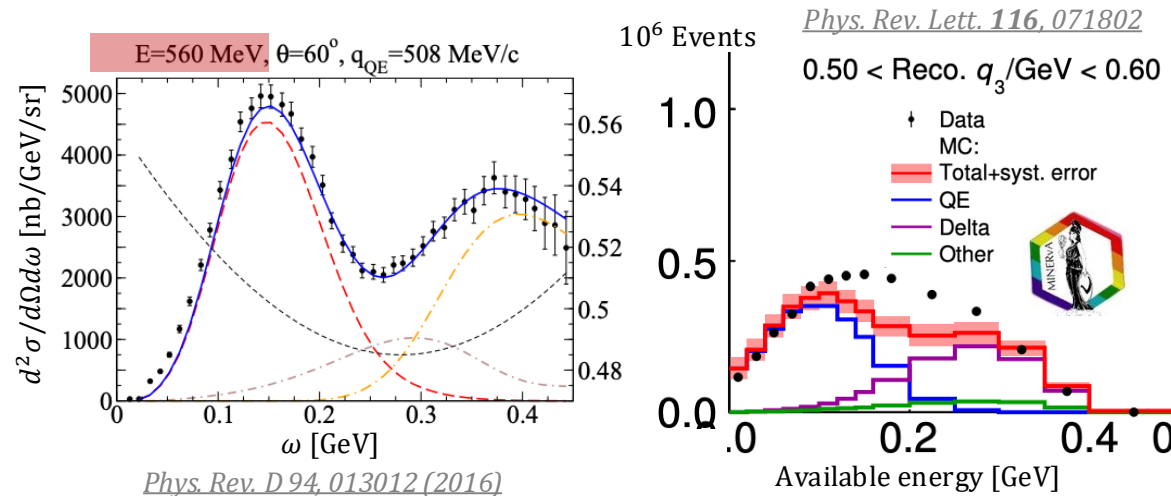 E=560 MeV, θ=60°, q_QE=508 MeV/c
5000
4000
3000
2000
1000
0
0.56
0.54
0.52
0.5
0.48
0
0.1
0.2
0.3
0.4
d²σ/dΩdω [nb/GeV/sr]
ω [GeV]
Phys. Rev. D 94, 013012 (2016)
Phys. Rev. Lett. 116, 071802
10⁶ Events
0.50 < Reco. q₃/GeV < 0.60
1.0
0.5
0.0
Data
MC:
Total+syst. error
QE
Delta
Other
MINERνA
.0
0.2
0.4
0
Available energy [GeV]